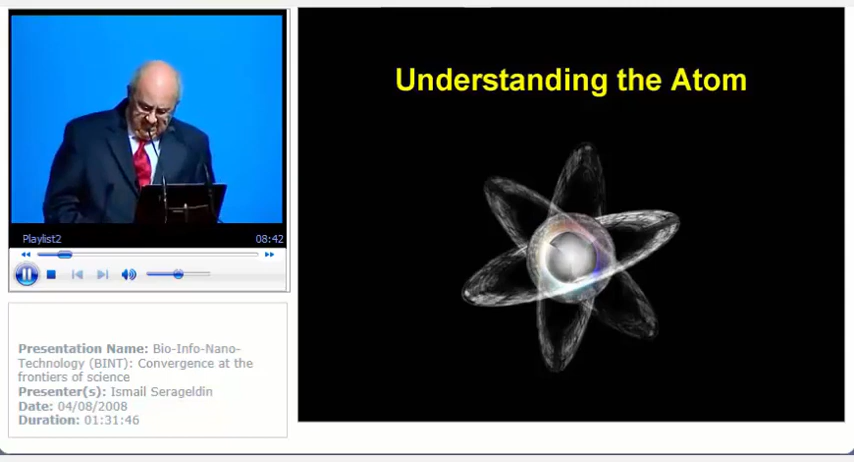 Understanding the Atom
Playlist2 08:42
Presentation Name: Bio-Info-Nano-
Technology (BINT): Convergence at the
frontiers of science
Presenter(s): Ismail Serageldin
Date: 04/08/2008
Duration: 01:31:46